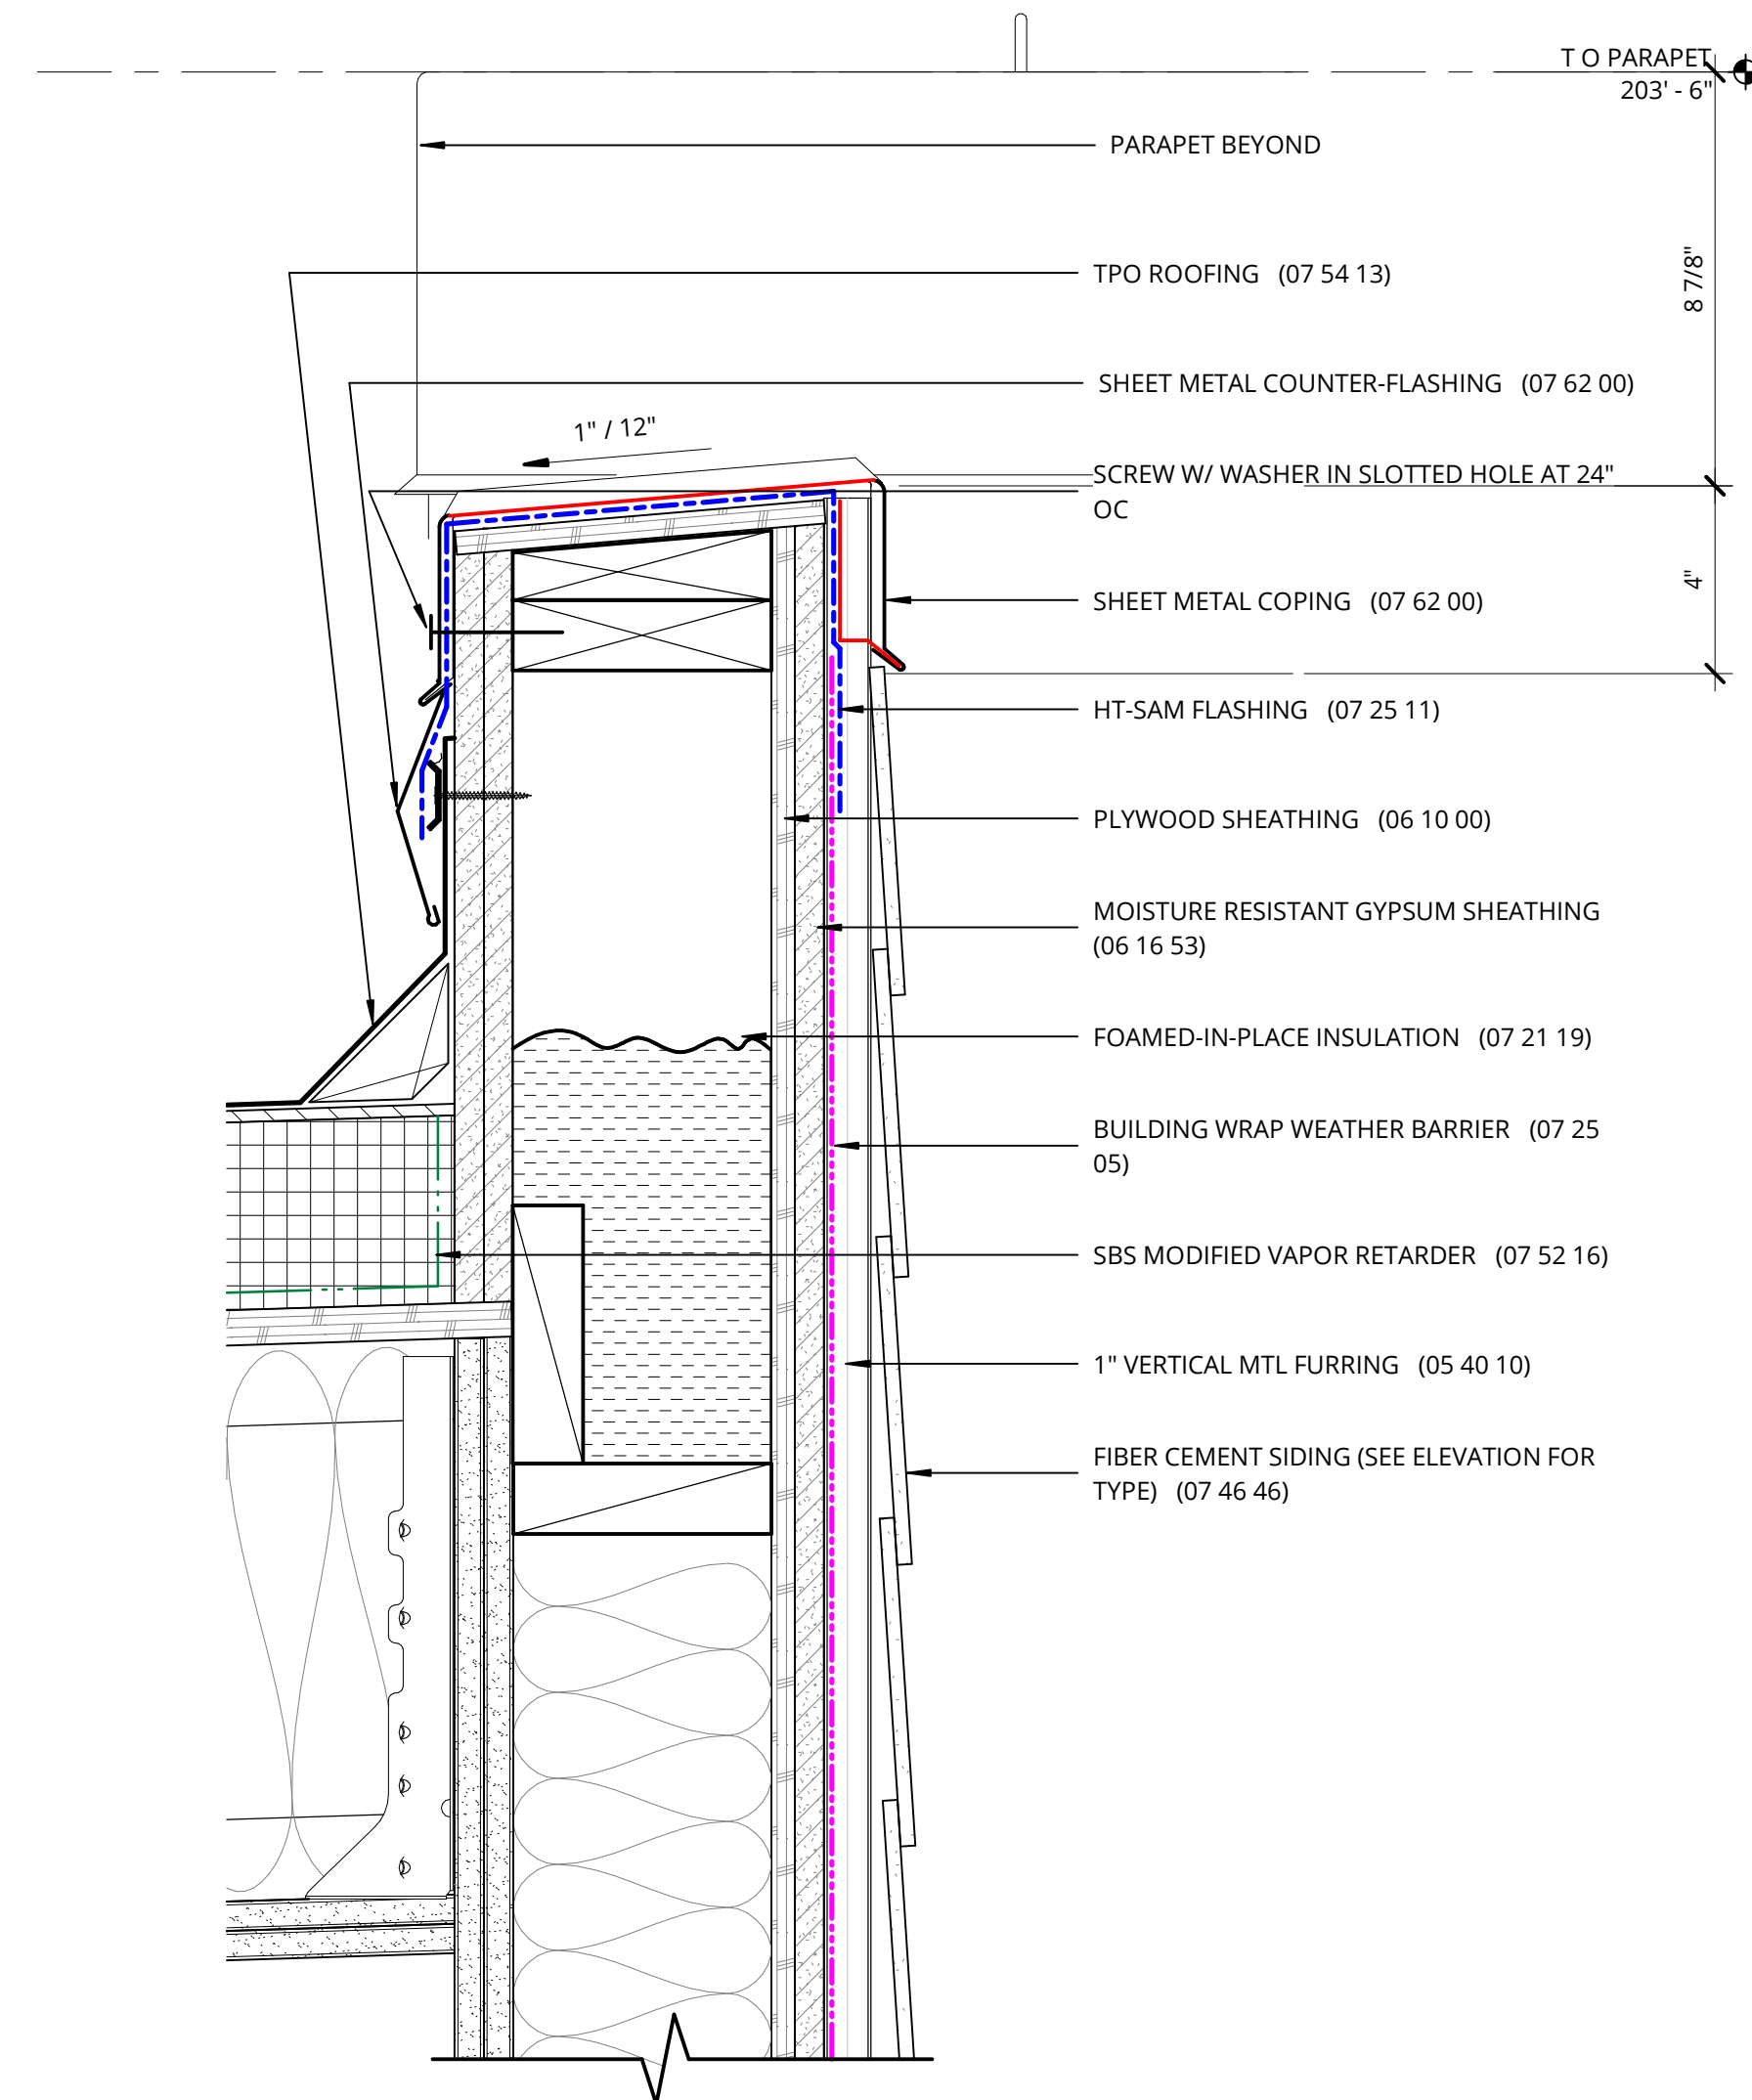 T O PARAPET
203' - 6"
PARAPET BEYOND
8 7/8"
TPO ROOFING (07 54 13)
SHEET METAL COUNTER-FLASHING (07 62 00)
1" / 12"
SCREW W/ WASHER IN SLOTTED HOLE AT 24"
OC
4"
SHEET METAL COPING (07 62 00)
HT-SAM FLASHING (07 25 11)
PLYWOOD SHEATHING (06 10 00)
MOISTURE RESISTANT GYPSUM SHEATHING
(06 16 53)
FOAMED-IN-PLACE INSULATION (07 21 19)
BUILDING WRAP WEATHER BARRIER (07 25
05)
SBS MODIFIED VAPOR RETARDER (07 52 16)
1" VERTICAL MTL FURRING (05 40 10)
FIBER CEMENT SIDING (SEE ELEVATION FOR
TYPE) (07 46 46)